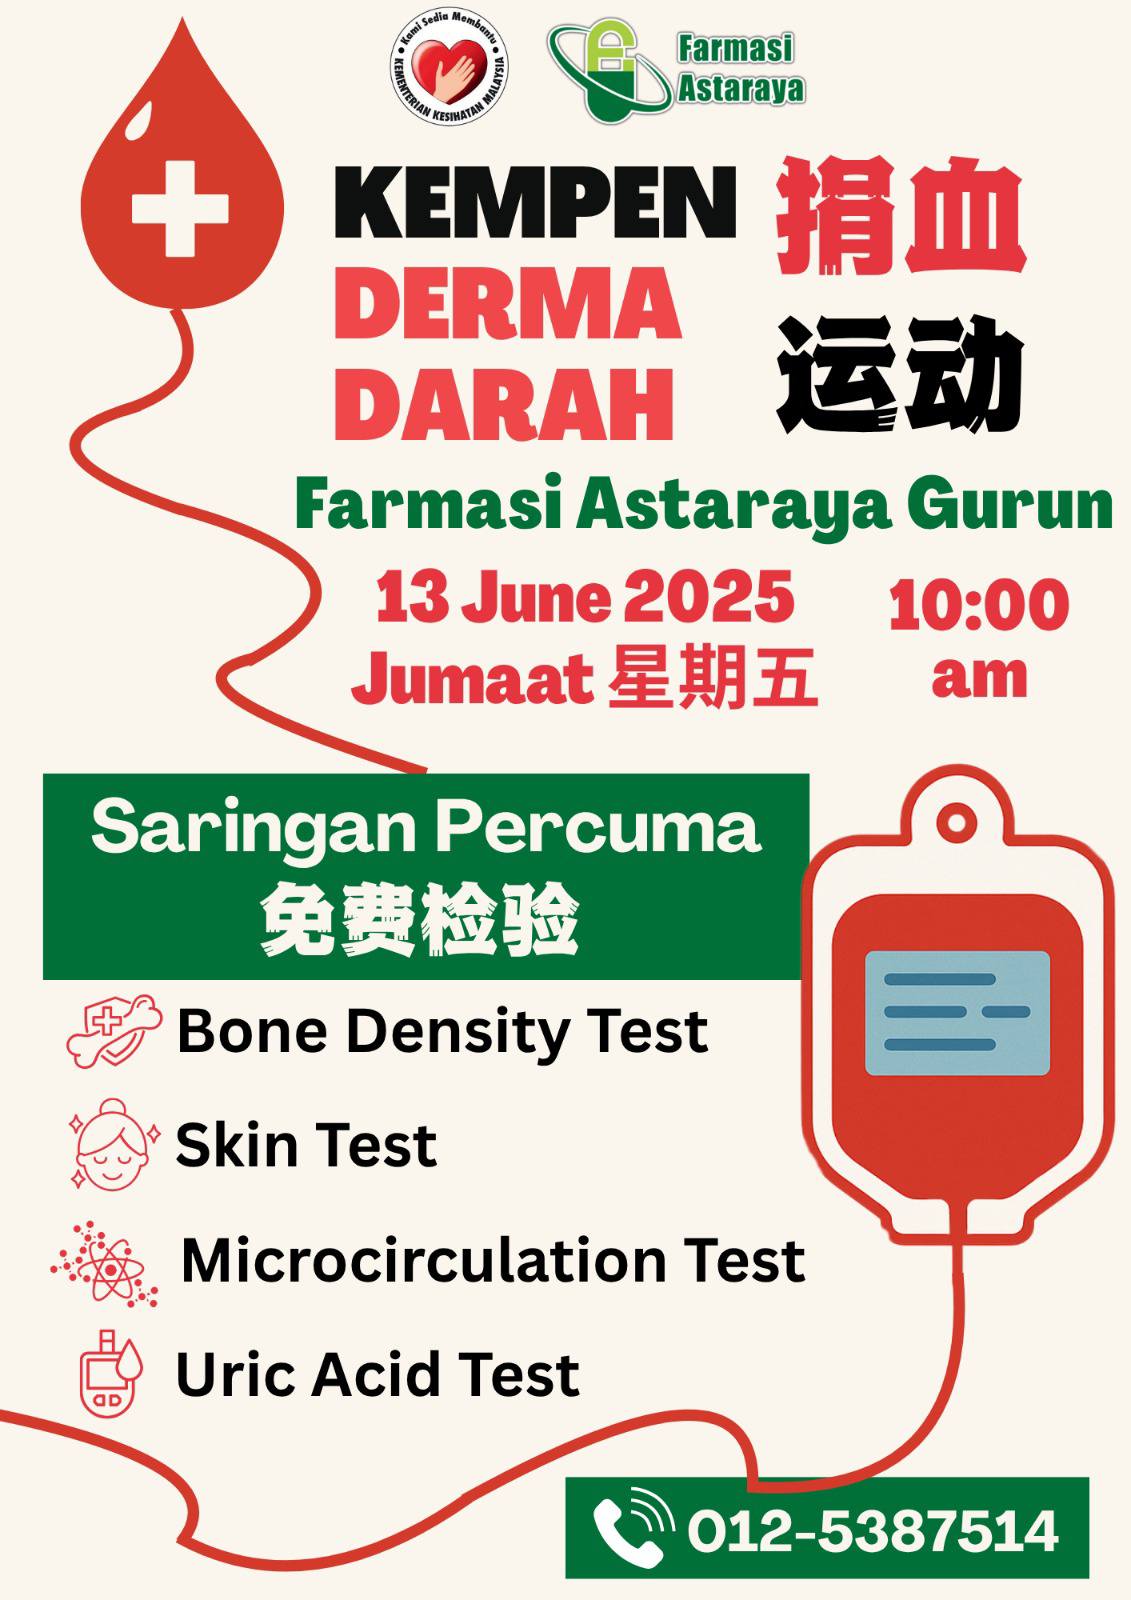 Kami Sedia Membantu
KEMENTERIAN KESIHATAN MALAYSIA
Farmasi
Astaraya
KEMPEN
DERMA
DARAH
捐血
运动
Farmasi Astaraya Gurun
13 June 2025
Jumaat 星期五
10:00
am
Saringan Percuma
免费检验
Bone Density Test
Skin Test
Microcirculation Test
Uric Acid Test
012-5387514